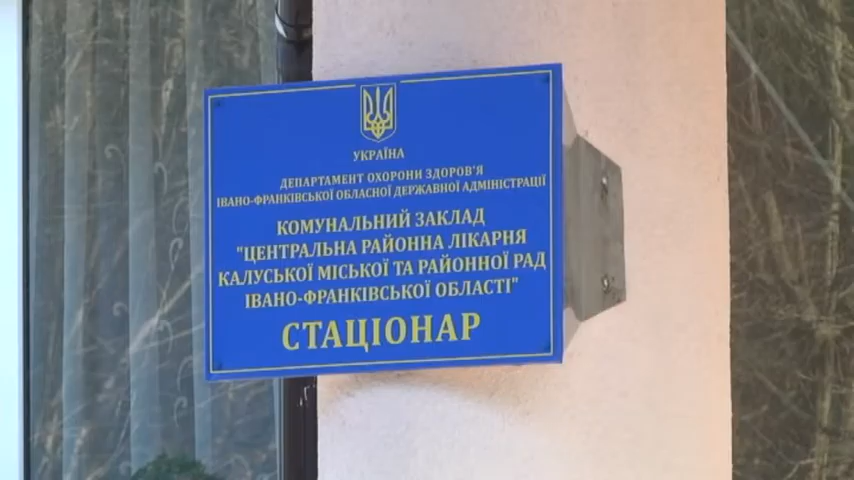 УКРАЇНА
ДЕПАРТАМЕНТ ОХОРОНИ ЗДОРОВ'Я
ІВАНО-ФРАНКІВСЬКОЇ ОБЛАСНОЇ ДЕРЖАВНОЇ АДМІНІСТРАЦІЇ
КОМУНАЛЬНИЙ ЗАКЛАД
"ЦЕНТРАЛЬНА РАЙОННА ЛІКАРНЯ
КАЛУСЬКОЇ МІСЬКОЇ ТА РАЙОННОЇ РАД
ІВАНО-ФРАНКІВСЬКОЇ ОБЛАСТІ"
СТАЦІОНАР